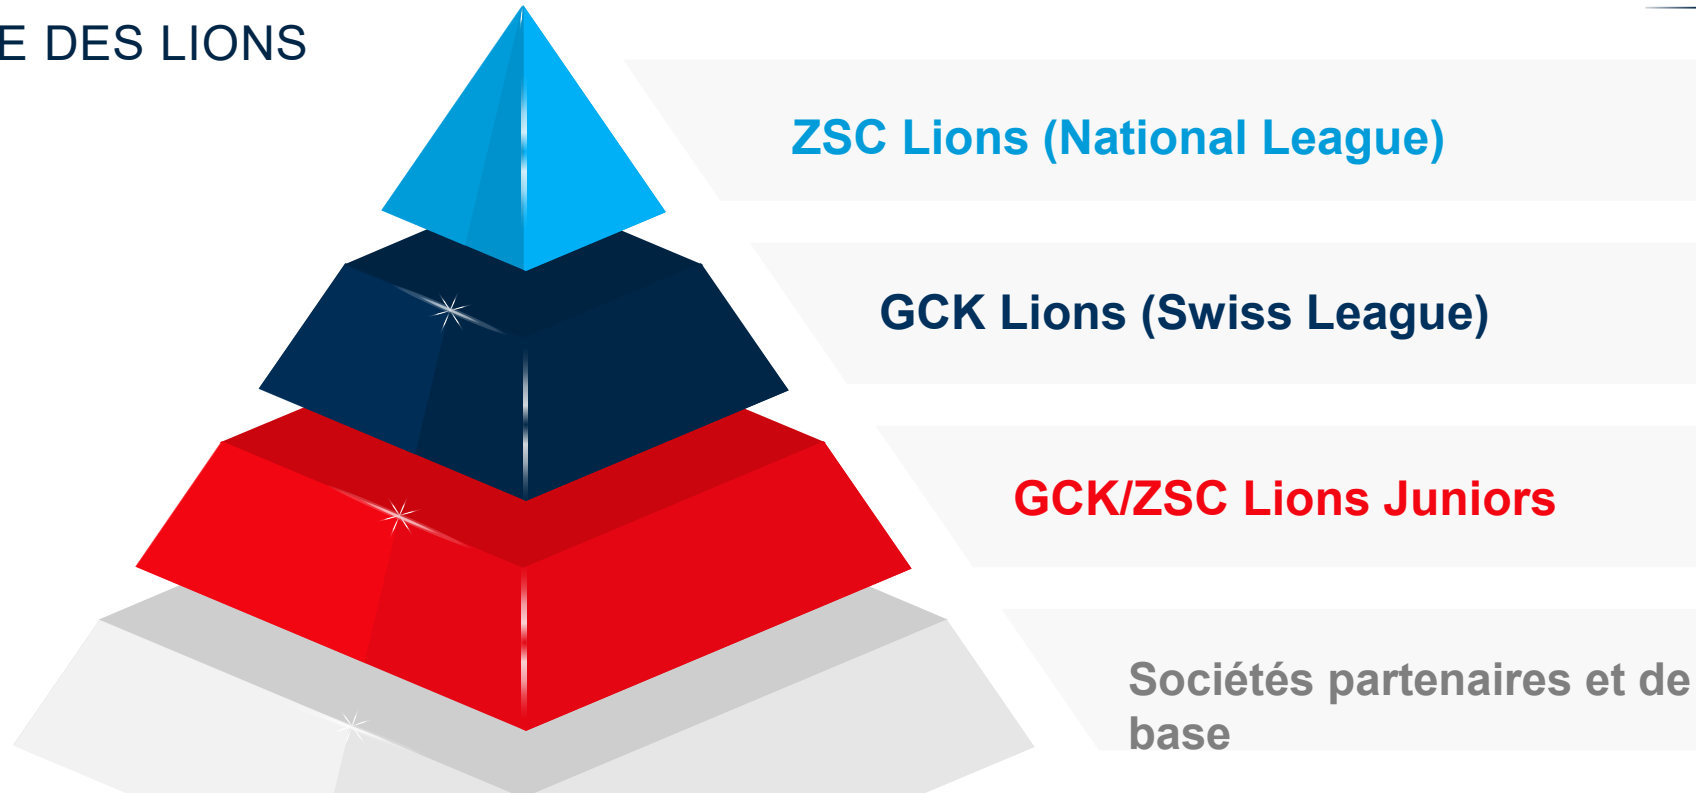 E DES LIONS
ZSC Lions (National League)
GCK Lions (Swiss League)
GCK/ZSC Lions Juniors
Sociétés partenaires et de
base